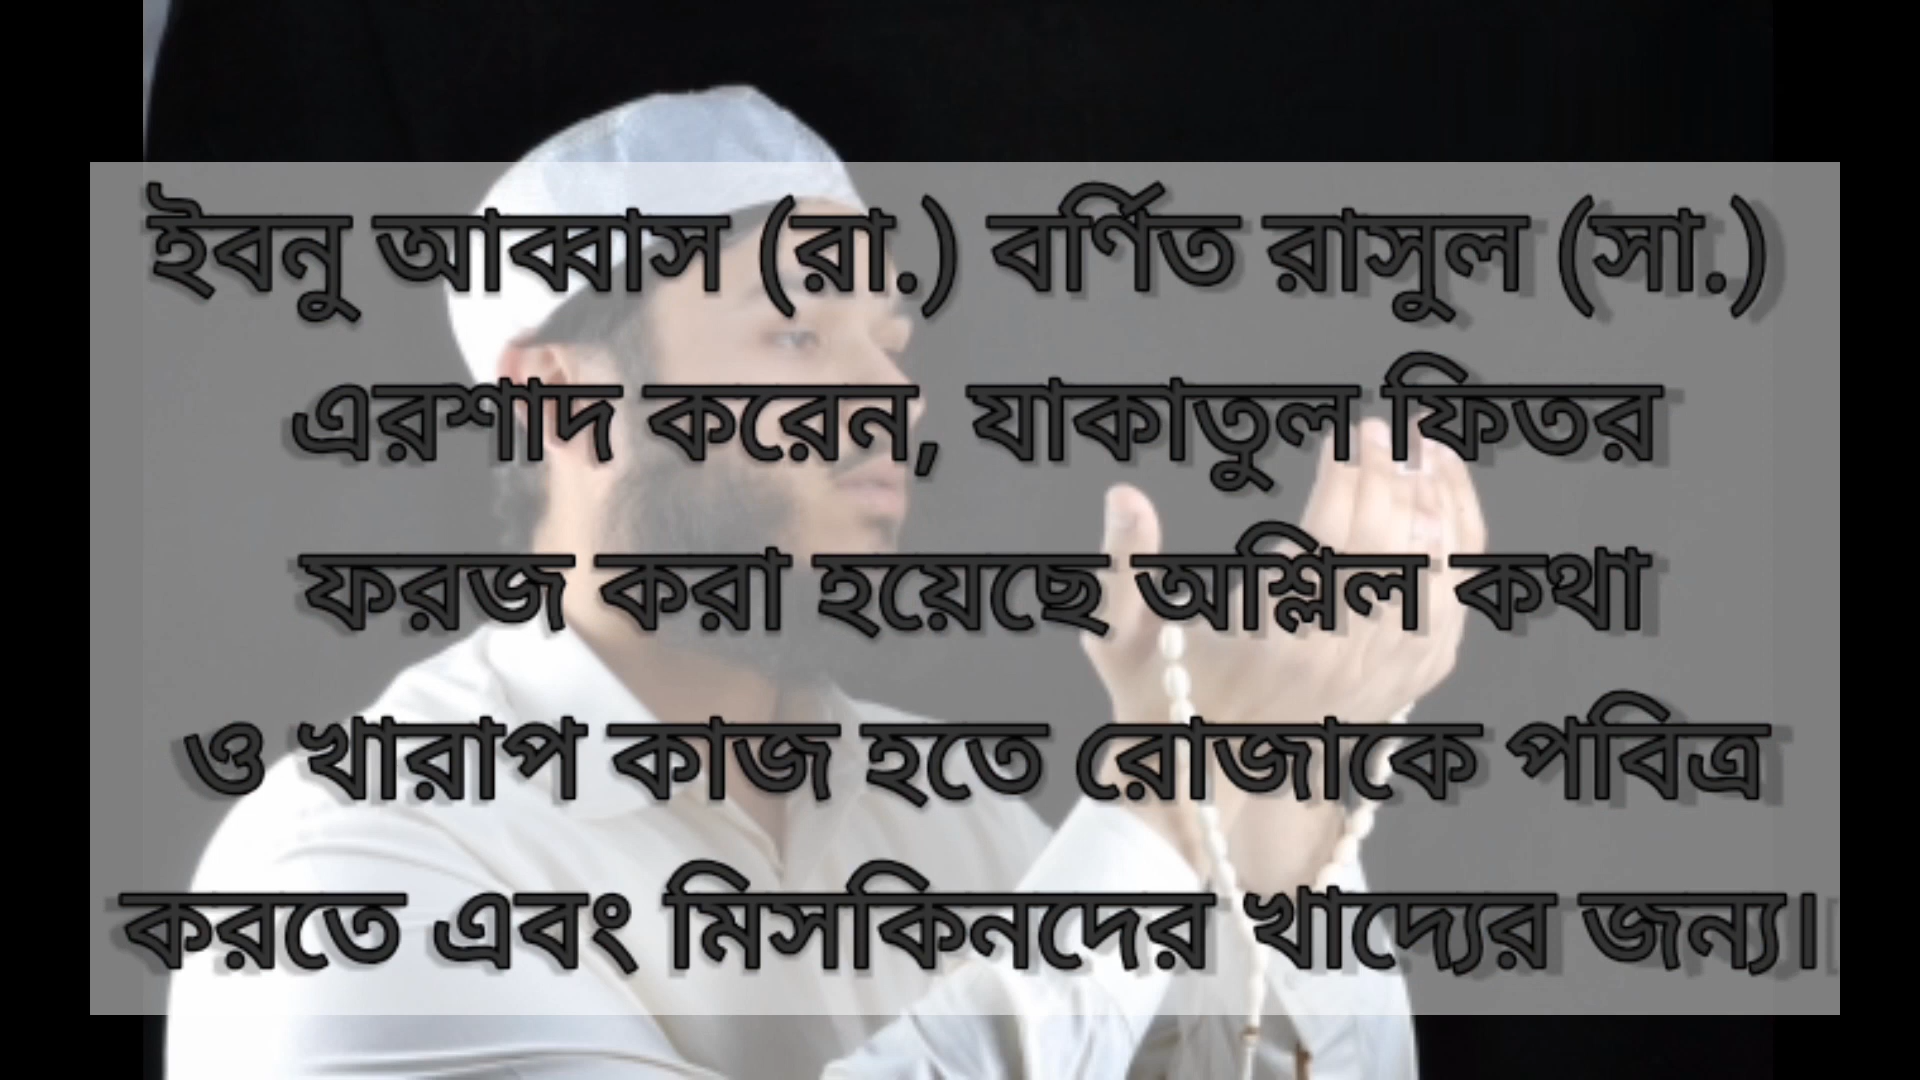 ইবনু আব্বাস (রা.) বর্ণিত রাসুল (সা.)
এরশাদ করেন, যাকাতুল ফিতর
ফরজ করা হয়েছে অশ্লিল কথা
ও খারাপ কাজ হতে রোজাকে পবিত্র
করতে এবং মিসকিনদের খাদ্যের জন্য।